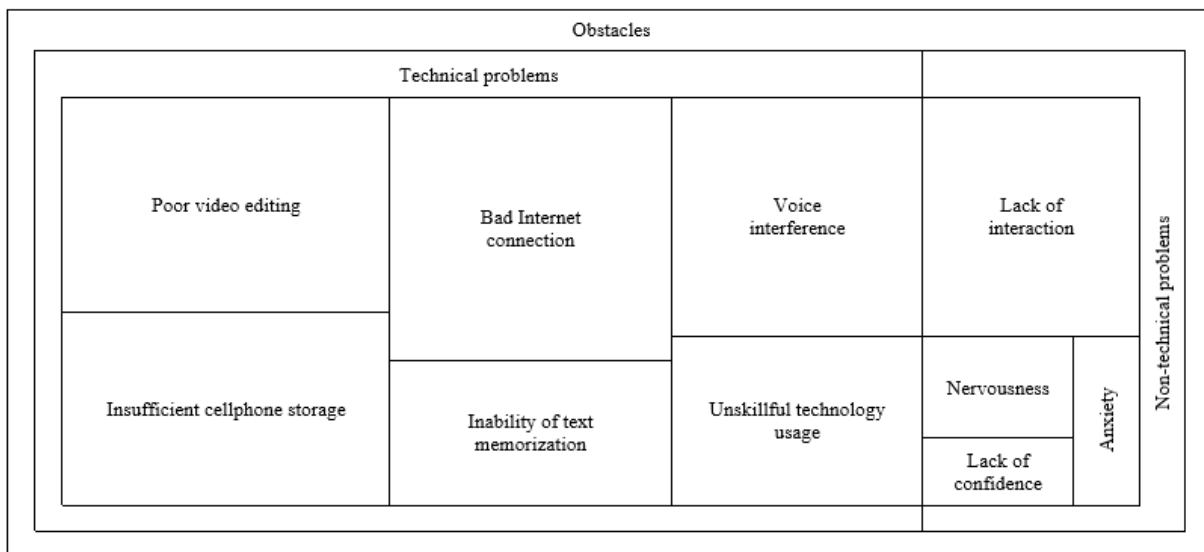 Obstacles
Technical problems
Poor video editing
Bad Internet
connection
Voice
interference
Lack of
interaction
Insufficient cellphone storage
Inability of text
memorization
Unskillful technology
usage
Nervousness
Lack of
confidence
Anxiety
Non-technical problems